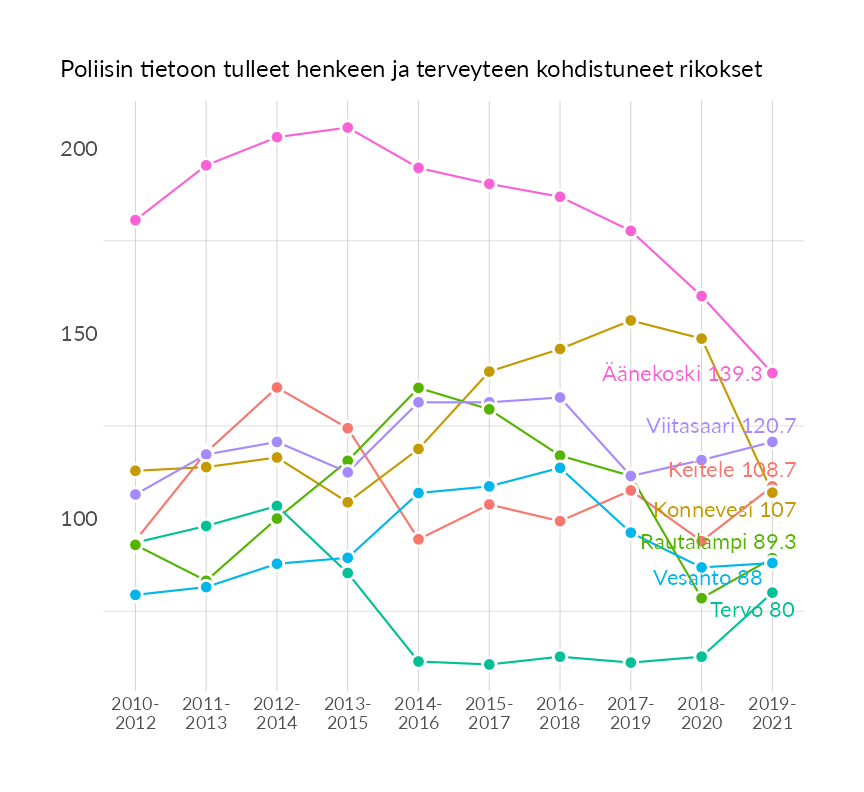 Poliisin tietoon tulleet henkeen ja terveyteen kohdistuneet rikokset
200
150
100
Äänekoski 139.3
Viitasaari 120.7
Keitele 108.7
Konnevesi 107
Rautalampi 89.3
Vesanto 88
Tervo 80
2010-2012
2011-2013
2012-2014
2013-2015
2014-2016
2015-2017
2016-2018
2017-2019
2018-2020
2019-2021